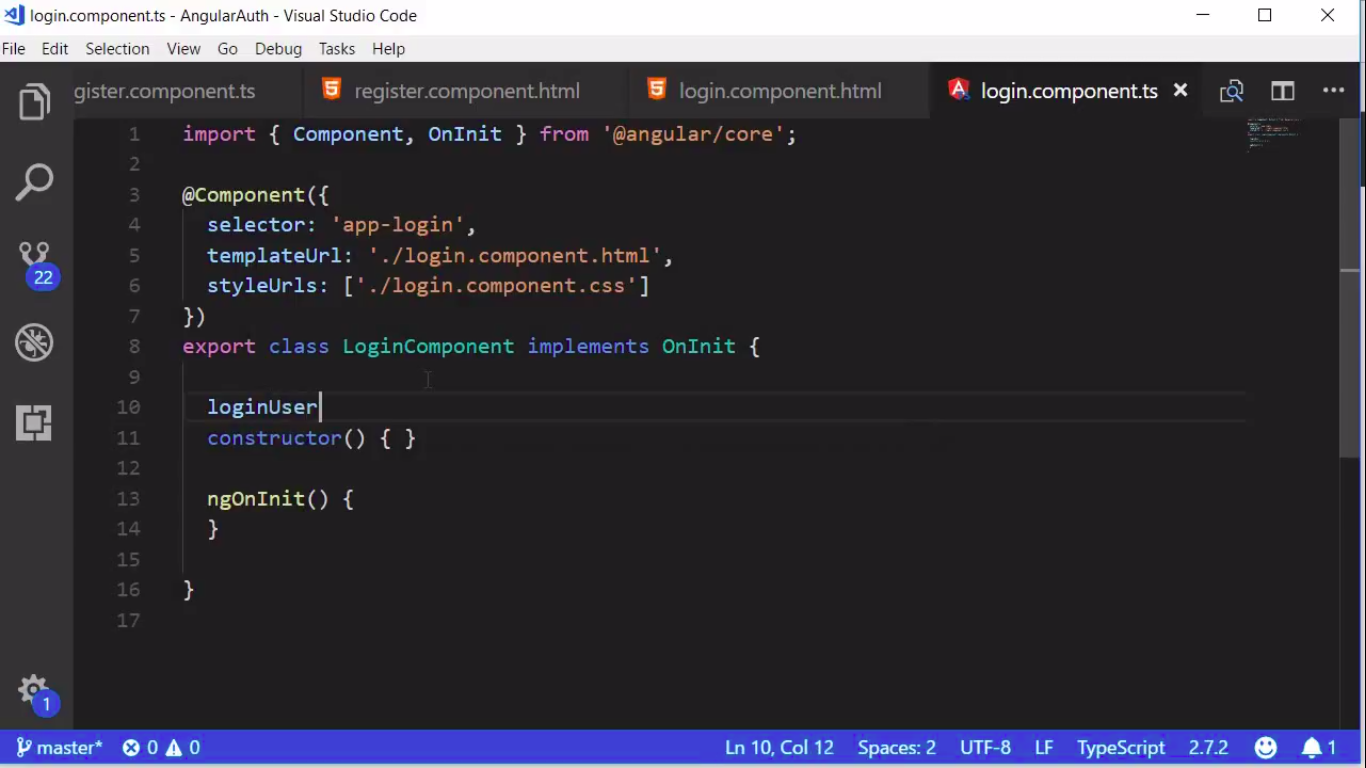 login.component.ts - AngularAuth - Visual Studio Code
File Edit Selection View Go Debug Tasks Help
gister.component.ts register.component.html login.component.html login.component.ts
1 import { Component, OnInit } from '@angular/core';
2
3 @Component({
4 selector: 'app-login',
5 templateUrl: './login.component.html',
6 styleUrls: ['./login.component.css']
7 })
8 export class LoginComponent implements OnInit {
9
10 loginUser
11 constructor() { }
12
13 ngOnInit() {
14 }
15
16 }
17
22
1
master* 0 0 Ln 10, Col 12 Spaces: 2 UTF-8 LF TypeScript 2.7.2 1